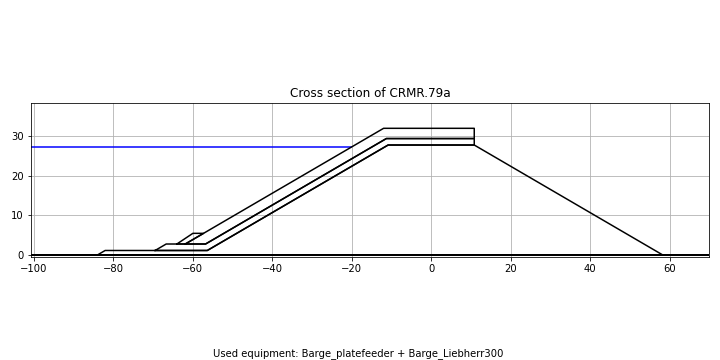 Cross section of CRMR.79a
30
20
10
0
−100 −80 −60 −40 −20 0 20 40 60
Used equipment: Barge_platefeeder + Barge_Liebherr300